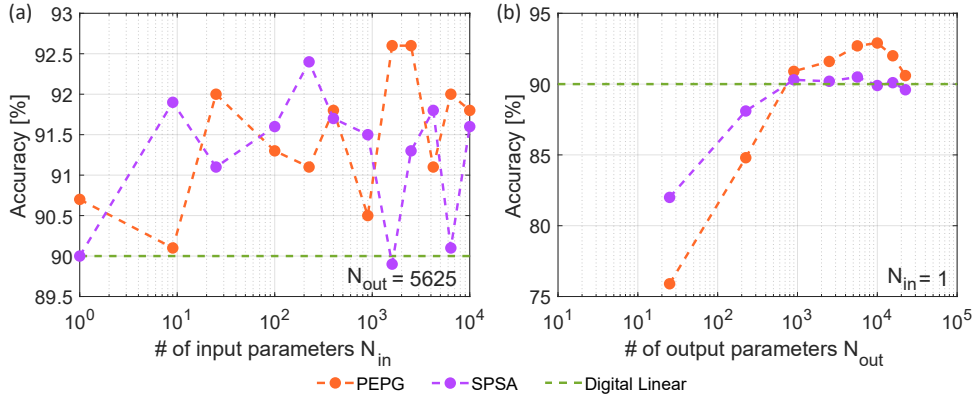 (a)
Accuracy [%]
93
92.5
92
91.5
91
90.5
90
89.5
10^0
10^1
10^2
10^3
10^4
N_out = 5625
# of input parameters N_in
(b)
Accuracy [%]
95
90
85
80
75
10^1
10^2
10^3
10^4
10^5
N_in = 1
# of output parameters N_out
PEPG
SPSA
Digital Linear